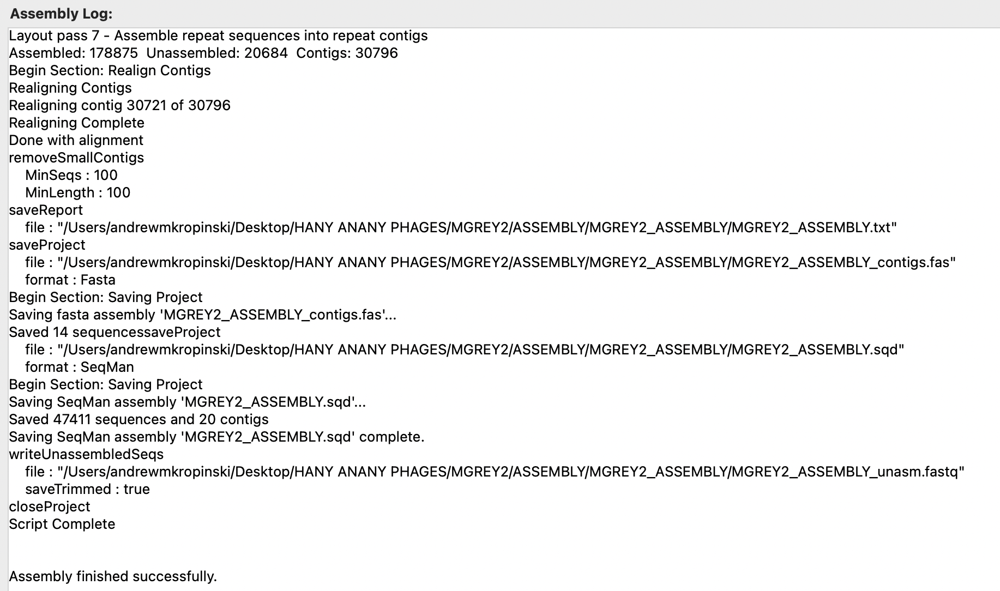 Assembly Log:
Layout pass 7 - Assemble repeat sequences into repeat contigs
Assembled: 178875  Unassembled: 20684  Contigs: 30796
Begin Section: Realign Contigs
Realigning Contigs
Realigning contig 30721 of 30796
Realigning Complete
Done with alignment
removeSmallContigs
MinSeqs : 100
MinLength : 100
saveReport
file : "/Users/andrewmkropinski/Desktop/HANY ANANY PHAGES/MGREY2/ASSEMBLY/MGREY2_ASSEMBLY/MGREY2_ASSEMBLY.txt"
saveProject
file : "/Users/andrewmkropinski/Desktop/HANY ANANY PHAGES/MGREY2/ASSEMBLY/MGREY2_ASSEMBLY/MGREY2_ASSEMBLY_contigs.fas"
format : Fasta
Begin Section: Saving Project
Saving fasta assembly 'MGREY2_ASSEMBLY_contigs.fas'...
Saved 14 sequencessaveProject
file : "/Users/andrewmkropinski/Desktop/HANY ANANY PHAGES/MGREY2/ASSEMBLY/MGREY2_ASSEMBLY/MGREY2_ASSEMBLY.sqd"
format : SeqMan
Begin Section: Saving Project
Saving SeqMan assembly 'MGREY2_ASSEMBLY.sqd'...
Saved 47411 sequences and 20 contigs
Saving SeqMan assembly 'MGREY2_ASSEMBLY.sqd' complete.
writeUnassembledSeqs
file : "/Users/andrewmkropinski/Desktop/HANY ANANY PHAGES/MGREY2/ASSEMBLY/MGREY2_ASSEMBLY/MGREY2_ASSEMBLY_unasm.fastq"
saveTrimmed : true
closeProject
Script Complete
Assembly finished successfully.